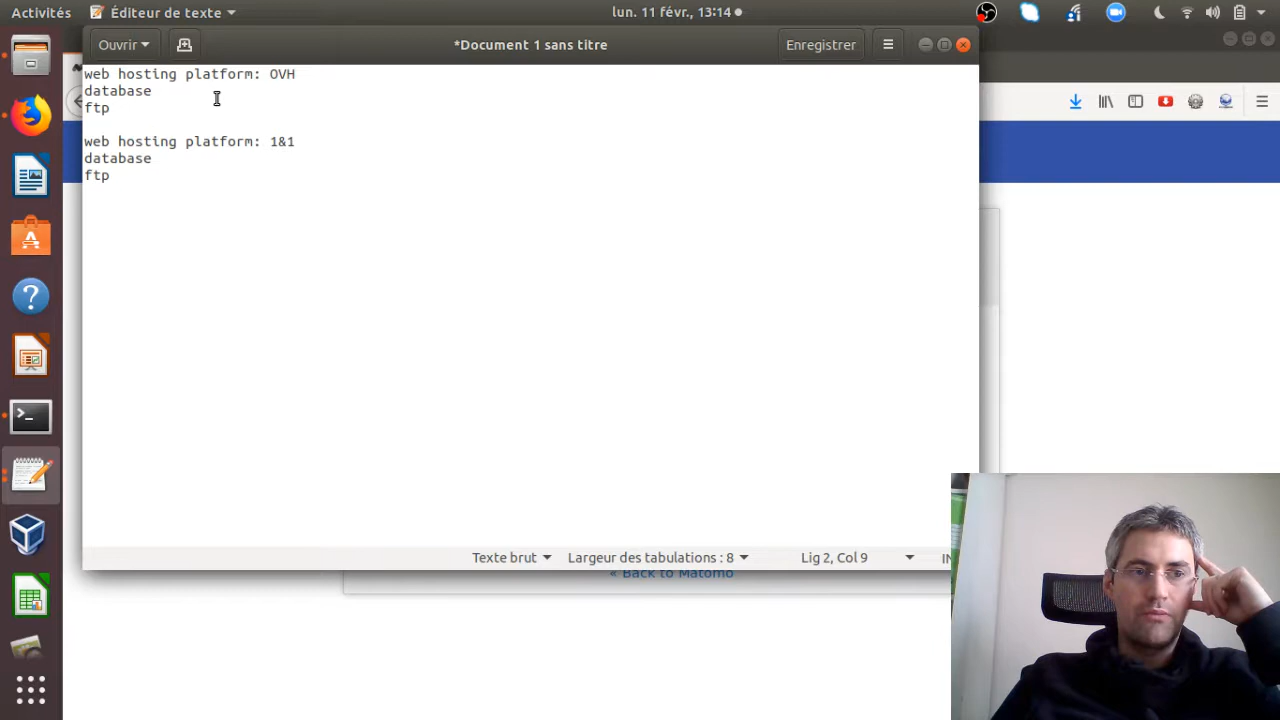 Activités
Éditeur de texte
lun. 11 févr., 13:14
Ouvrir
*Document 1 sans titre
Enregistrer
web hosting platform: OVH
database
ftp
web hosting platform: 1&1
database
ftp
Texte brut
Largeur des tabulations : 8
Lig 2, Col 9
« Back to Matomo